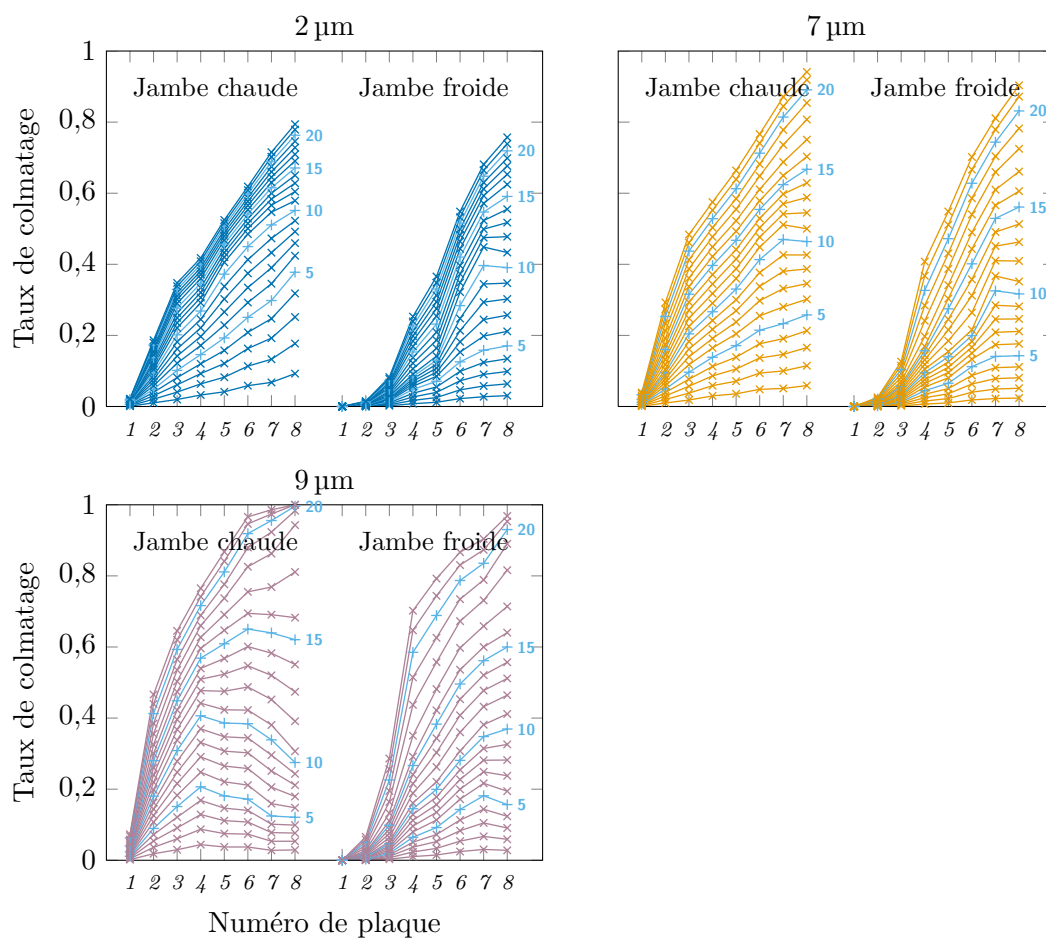 2 µm
Taux de colmatage
1
0,8
0,6
0,4
0,2
0
Jambe chaude
Jambe froide
20
15
10
5
20
15
10
5
1 2 3 4 5 6 7 8
1 2 3 4 5 6 7 8
7 µm
Jambe chaude
Jambe froide
20
15
10
5
20
15
10
5
1 2 3 4 5 6 7 8
1 2 3 4 5 6 7 8
9 µm
Taux de colmatage
1
0,8
0,6
0,4
0,2
0
Jambe chaude
Jambe froide
20
15
10
5
20
15
10
5
1 2 3 4 5 6 7 8
1 2 3 4 5 6 7 8
Numéro de plaque